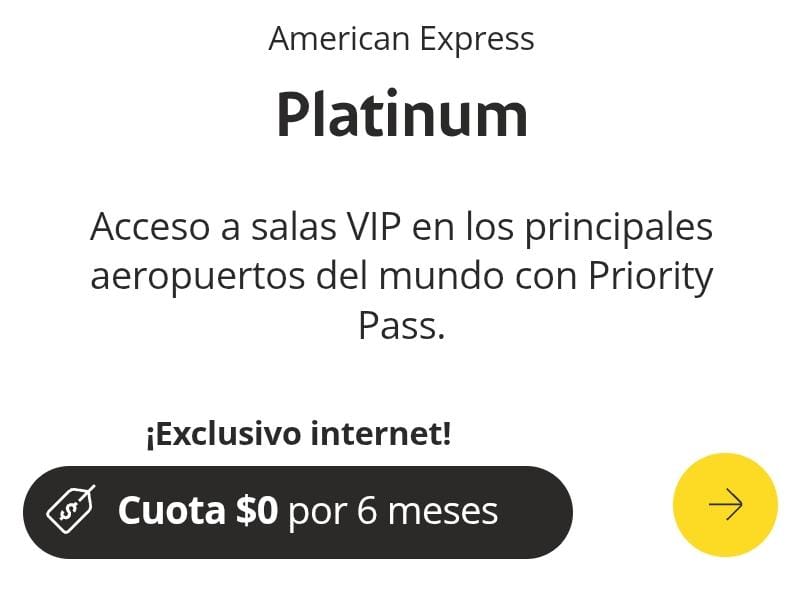 American Express
Platinum
Acceso a salas VIP en los principales
aeropuertos del mundo con Priority
Pass.
¡Exclusivo internet!
Cuota $0 por 6 meses